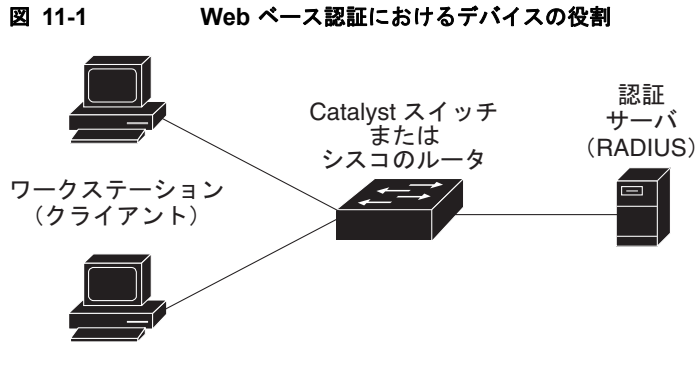 図 11-1 Web ベース認証におけるデバイスの役割
Catalyst スイッチ
または
シスコのルータ
認証
サーバ
（RADIUS）
ワークステーション
（クライアント）